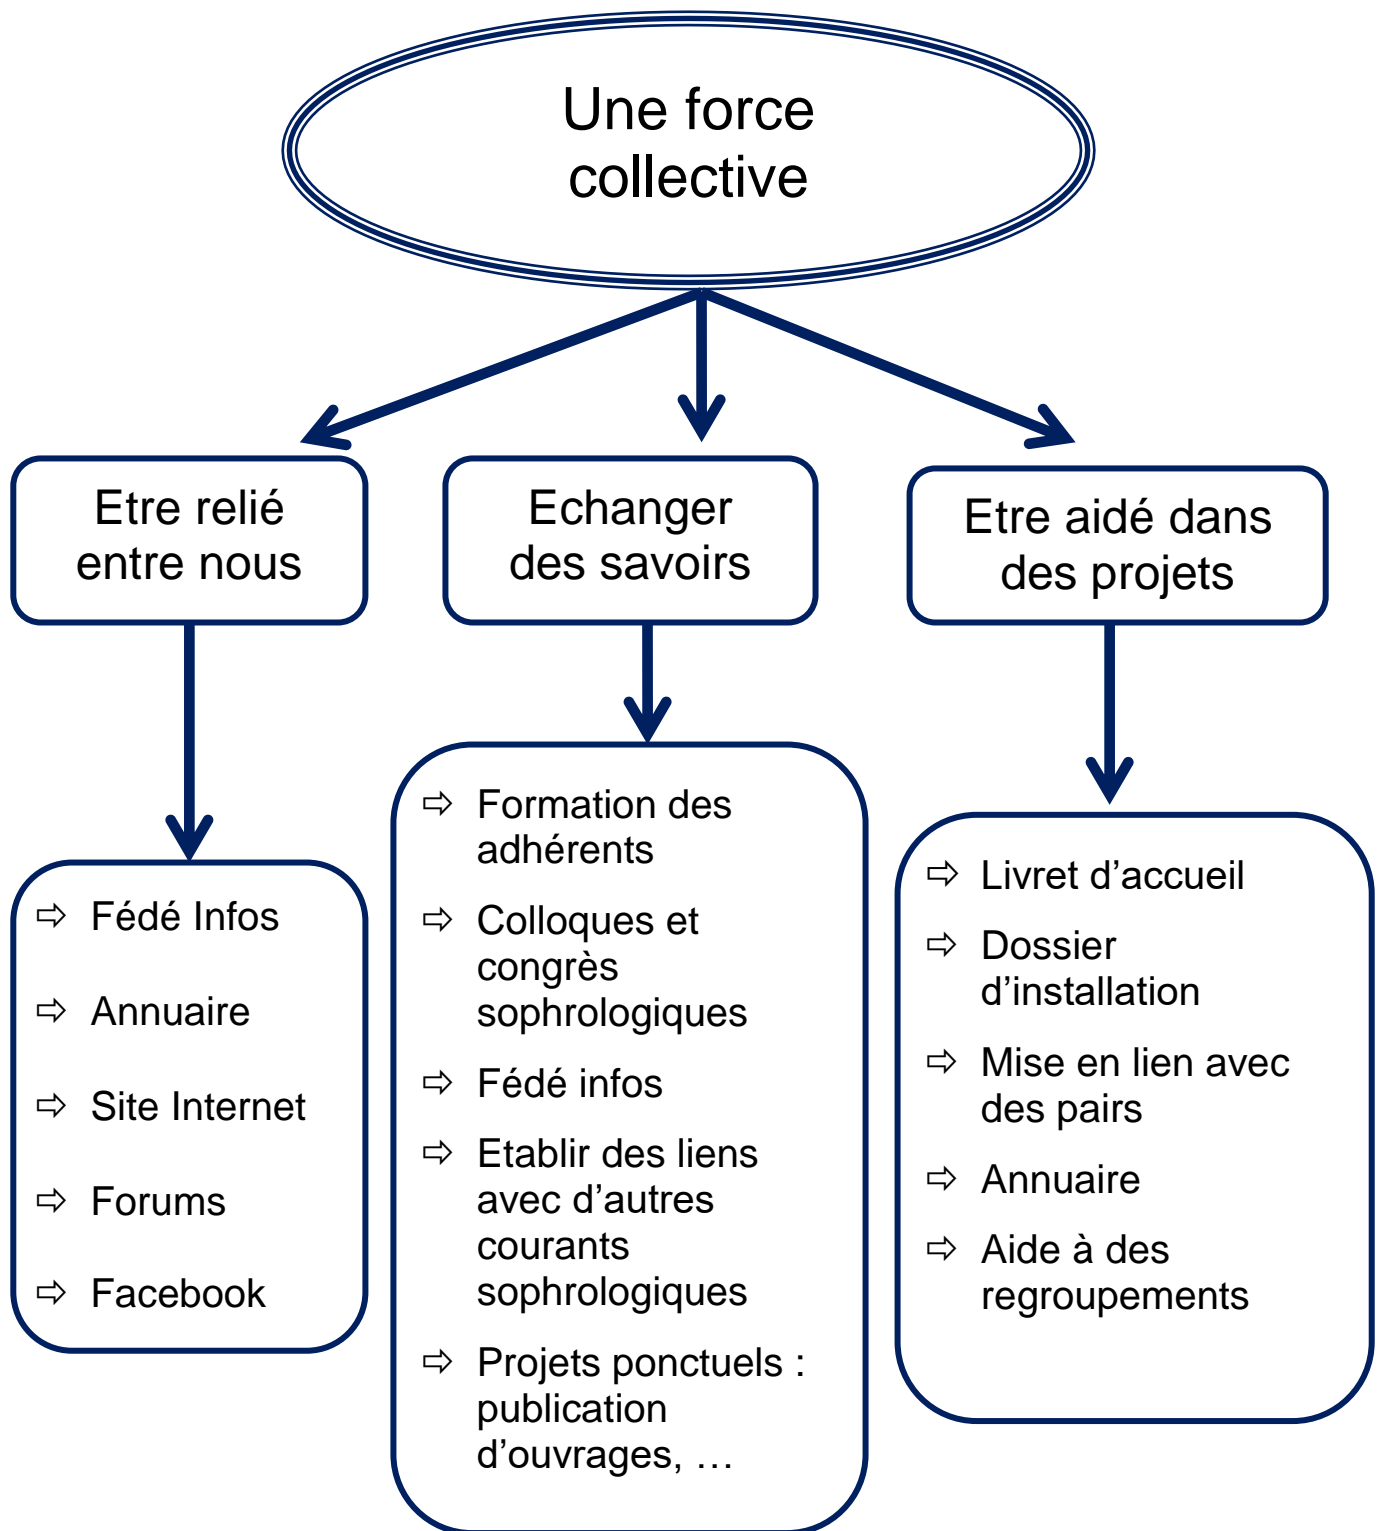 Une force
collective
Etre relié
entre nous
Echanger
des savoirs
Etre aidé dans
des projets
⇨ Fédé Infos
⇨ Annuaire
⇨ Site Internet
⇨ Forums
⇨ Facebook
⇨ Formation des
adhérents
⇨ Colloques et
congrès
sophrologiques
⇨ Fédé infos
⇨ Etablir des liens
avec d’autres
courants
sophrologiques
⇨ Projets ponctuels :
publication
d’ouvrages, …
⇨ Livret d’accueil
⇨ Dossier
d’installation
⇨ Mise en lien avec
des pairs
⇨ Annuaire
⇨ Aide à des
regroupements